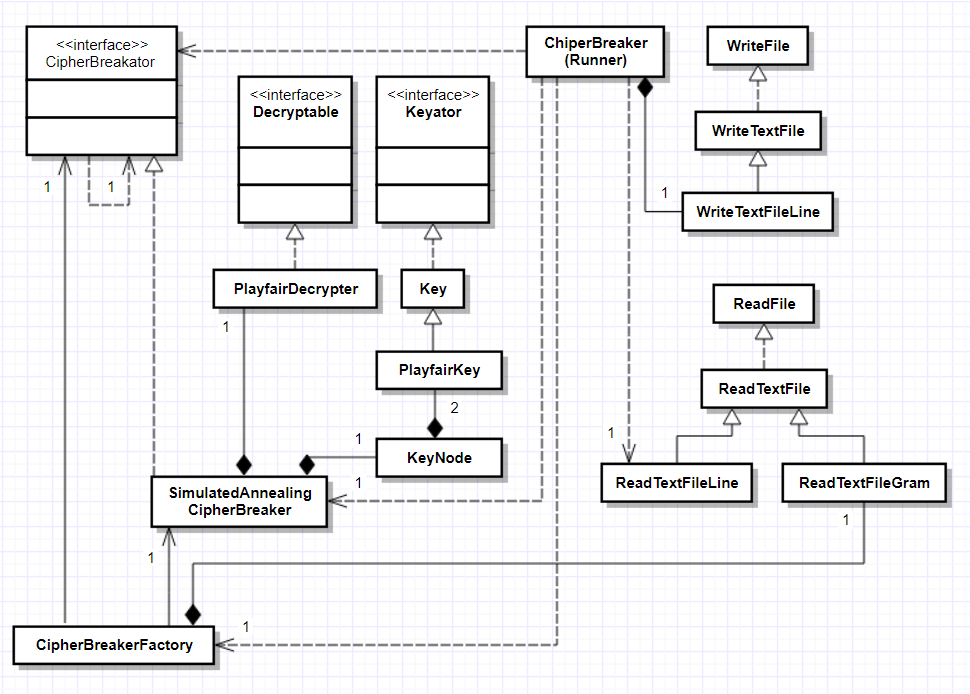 <<interface>>
CipherBreakator
ChiperBreaker
(Runner)
WriteFile
<<interface>>
Decryptable
<<interface>>
Keyator
WriteTextFile
1
1
1
WriteTextFileLine
PlayfairDecrypter
Key
ReadFile
1
PlayfairKey
ReadTextFile
2
1
1
KeyNode
1
SimulatedAnnealing
CipherBreaker
ReadTextFileLine
ReadTextFileGram
1
1
1
CipherBreakerFactory